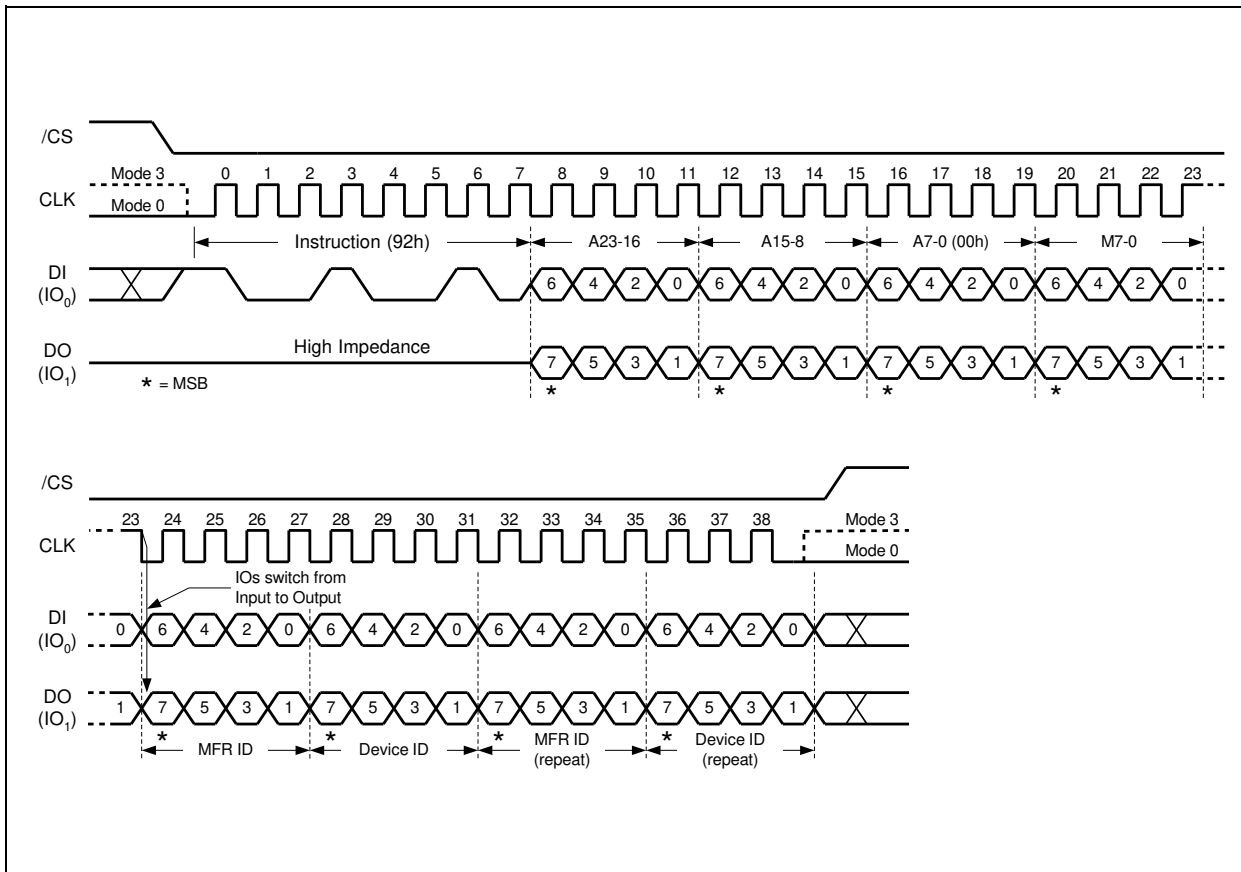 /CS
Mode 3 0 1 2 3 4 5 6 7 8 9 10 11 12 13 14 15 16 17 18 19 20 21 22 23
CLK
Mode 0
Instruction (92h) A23-16 A15-8 A7-0 (00h) M7-0
DI
(IO0) 6 4 2 0 6 4 2 0 6 4 2 0 6 4 2 0
High Impedance
DO
(IO1) 7 5 3 1 7 5 3 1 7 5 3 1 7 5 3 1
* = MSB * * * *
/CS
23 24 25 26 27 28 29 30 31 32 33 34 35 36 37 38 Mode 3
CLK
Mode 0
IOs switch from
Input to Output
DI
(IO0) 0 6 4 2 0 6 4 2 0 6 4 2 0 6 4 2 0
DO
(IO1) 1 7 5 3 1 7 5 3 1 7 5 3 1 7 5 3 1
* * * *
MFR ID Device ID MFR ID
(repeat) Device ID
(repeat)